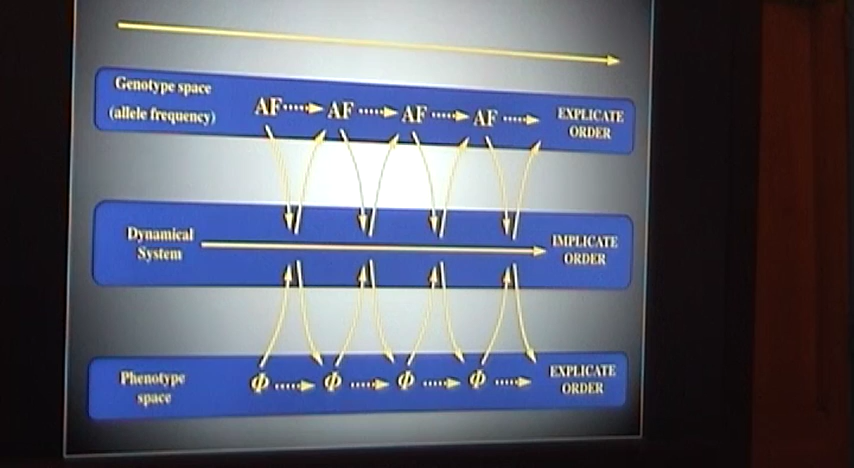 Genotype space
(allele frequency)
AF AF AF AF
EXPLICATE
ORDER
Dynamical
System
IMPLICATE
ORDER
Phenotype
space
Φ Φ Φ Φ
EXPLICATE
ORDER